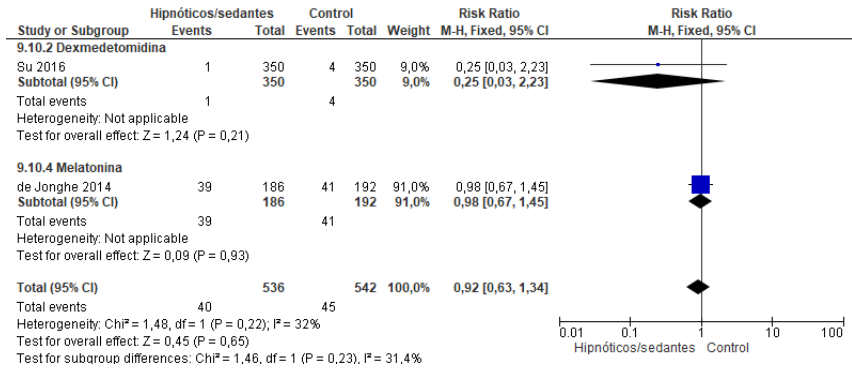 Hipnóticos/sedantes Control Risk Ratio Risk Ratio
Study or Subgroup Events Total Events Total Weight M-H, Fixed, 95% CI M-H, Fixed, 95% CI
9.10.2 Dexmedetomidina
Su 2016 1 350 4 350 9,0% 0,25 [0,03, 2,23]
Subtotal (95% CI) 350 350 9,0% 0,25 [0,03, 2,23]
Total events 1 4
Heterogeneity: Not applicable
Test for overall effect: Z = 1,24 (P = 0,21)
9.10.4 Melatonina
de Jonghe 2014 39 186 41 192 91,0% 0,98 [0,67, 1,45]
Subtotal (95% CI) 186 192 91,0% 0,98 [0,67, 1,45]
Total events 39 41
Heterogeneity: Not applicable
Test for overall effect: Z = 0,09 (P = 0,93)
Total (95% CI) 536 542 100,0% 0,92 [0,63, 1,34]
Total events 40 45
Heterogeneity: Chi² = 1,48, df = 1 (P = 0,22); I² = 32%
Test for overall effect: Z = 0,45 (P = 0,65)
Test for subgroup differences: Chi² = 1,46, df = 1 (P = 0,23), I² = 31,4%
0.01 0.1 1 10 100
Hipnóticos/sedantes Control